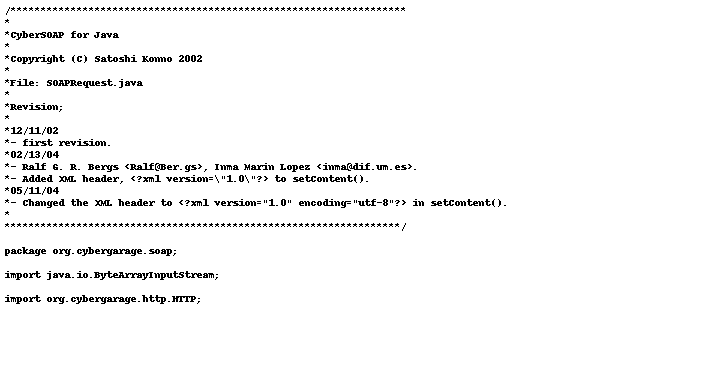 /******************************************************************
*
*CyberSOAP for Java
*
*Copyright (C) Satoshi Konno 2002
*
*File: SOAPRequest.java
*
*Revision;
*
*12/11/02
*- first revision.
*02/13/04
*- Ralf G. R. Bergs <Ralf@Ber.gs>, Inma Marin Lopez <inma@dif.um.es>.
*- Added XML header, <?xml version=\"1.0\"?> to setContent().
*05/11/04
*- Changed the XML header to <?xml version="1.0" encoding="utf-8"?> in setContent().
*
******************************************************************/
package org.cybergarage.soap;
import java.io.ByteArrayInputStream;
import org.cybergarage.http.HTTP;